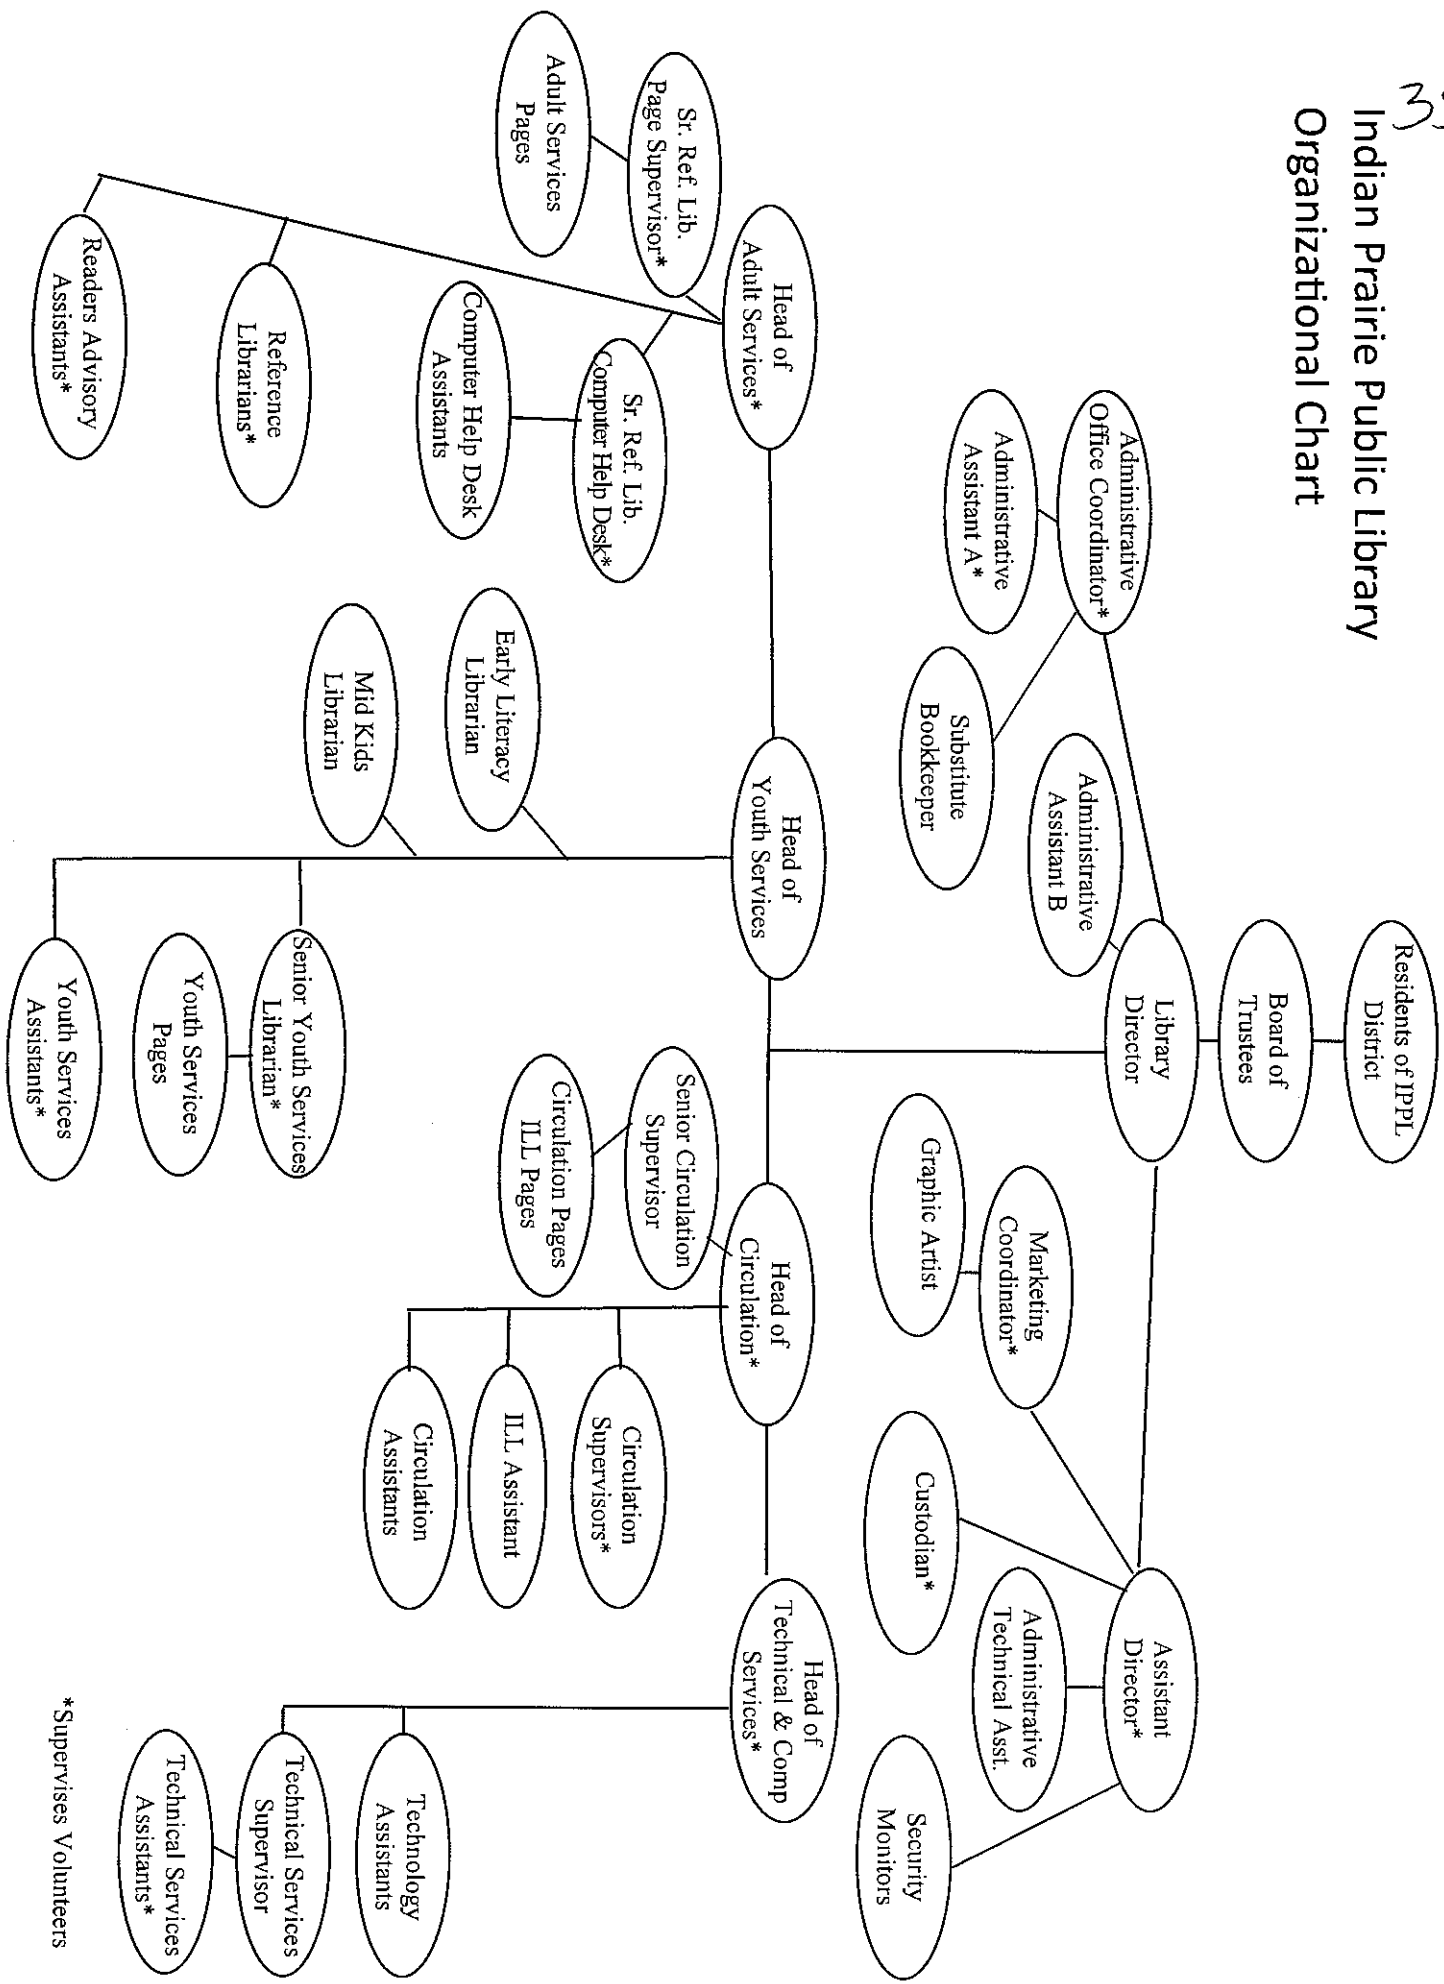 Indian Prairie Public Library
Organizational Chart
Residents of IPPL
District
Board of
Trustees
Library
Director
Administrative
Office Coordinator*
Administrative
Assistant A*
Substitute
Bookkeeper
Administrative
Assistant B
Assistant
Director*
Marketing
Coordinator*
Graphic Artist
Custodian*
Administrative
Technical Asst.
Security
Monitors
Head of
Adult Services*
Sr. Ref. Lib.
Page Supervisor*
Adult Services
Pages
Sr. Ref. Lib.
Computer Help Desk*
Computer Help Desk
Assistants
Reference
Librarians*
Readers Advisory
Assistants*
Head of
Youth Services
Early Literacy
Librarian
Mid Kids
Librarian
Senior Youth Services
Librarian*
Youth Services
Pages
Youth Services
Assistants*
Head of
Circulation*
Senior Circulation
Supervisor
Circulation Pages
ILL Pages
Circulation
Supervisors*
ILL Assistant
Circulation
Assistants
Head of
Technical & Comp
Services*
Technology
Assistants
Technical Services
Supervisor
Technical Services
Assistants*
*Supervises Volunteers